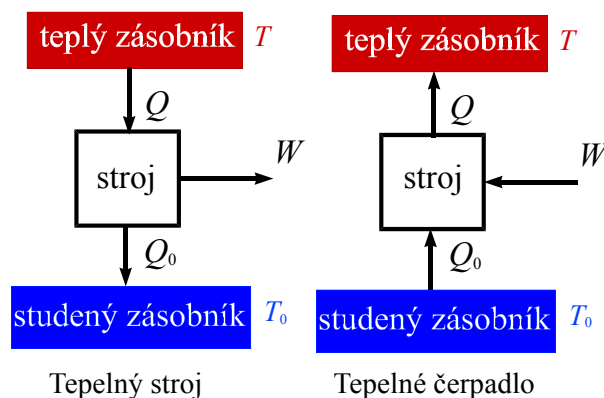 teplý zásobník T
Q
stroj
W
Q₀
studený zásobník T₀
Tepelný stroj
teplý zásobník T
Q
stroj
W
Q₀
studený zásobník T₀
Tepelné čerpadlo